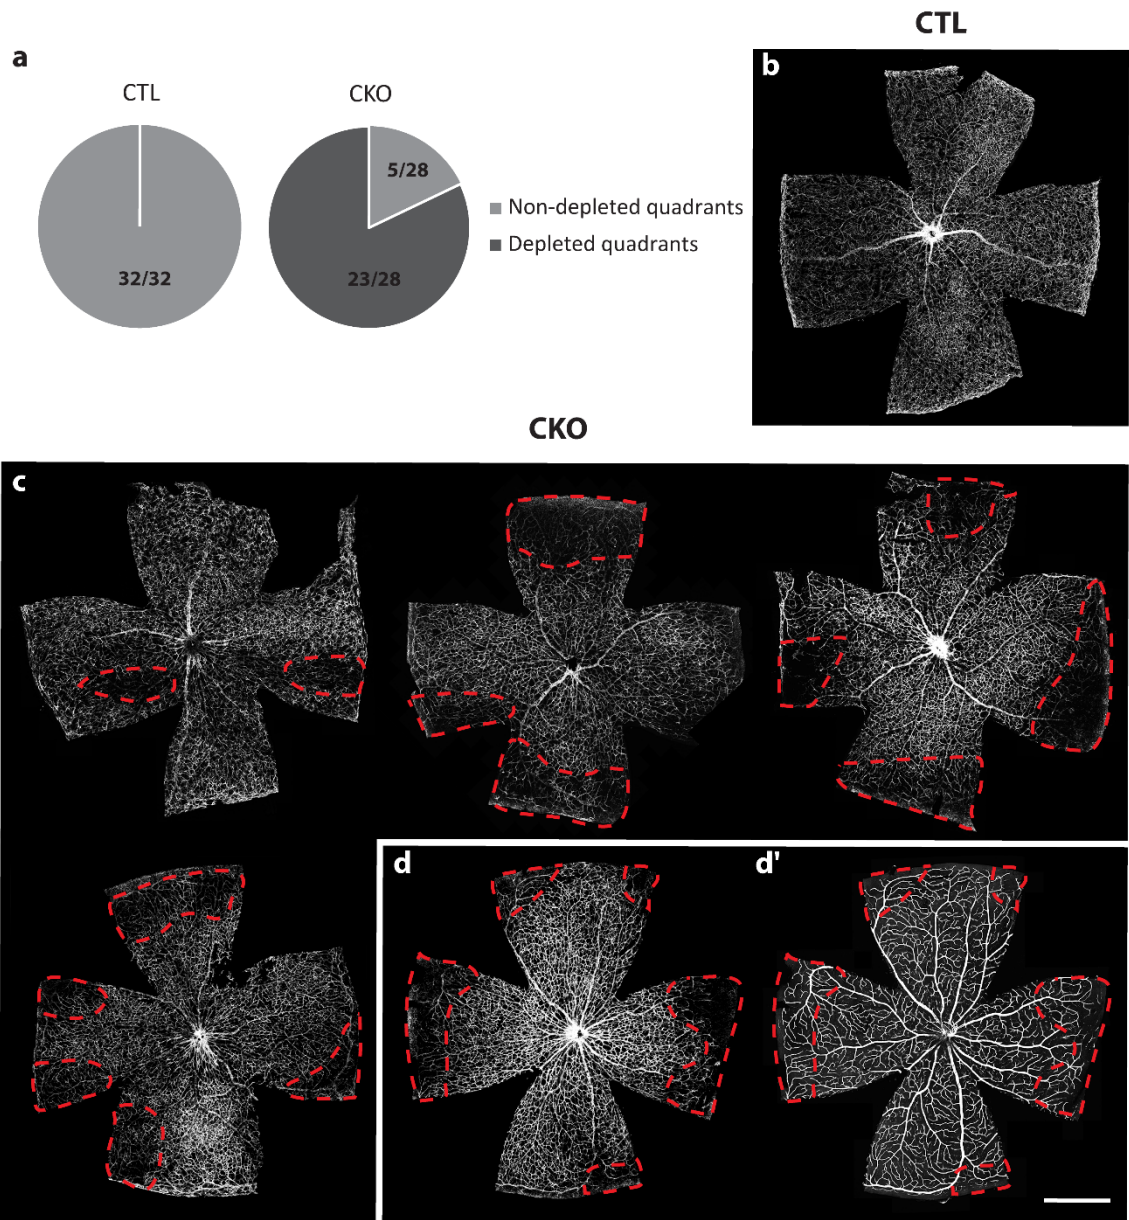 CTL
a
b
CTL
CKO
5/28
Non-depleted quadrants
Depleted quadrants
32/32
23/28
CKO
c
d
d'